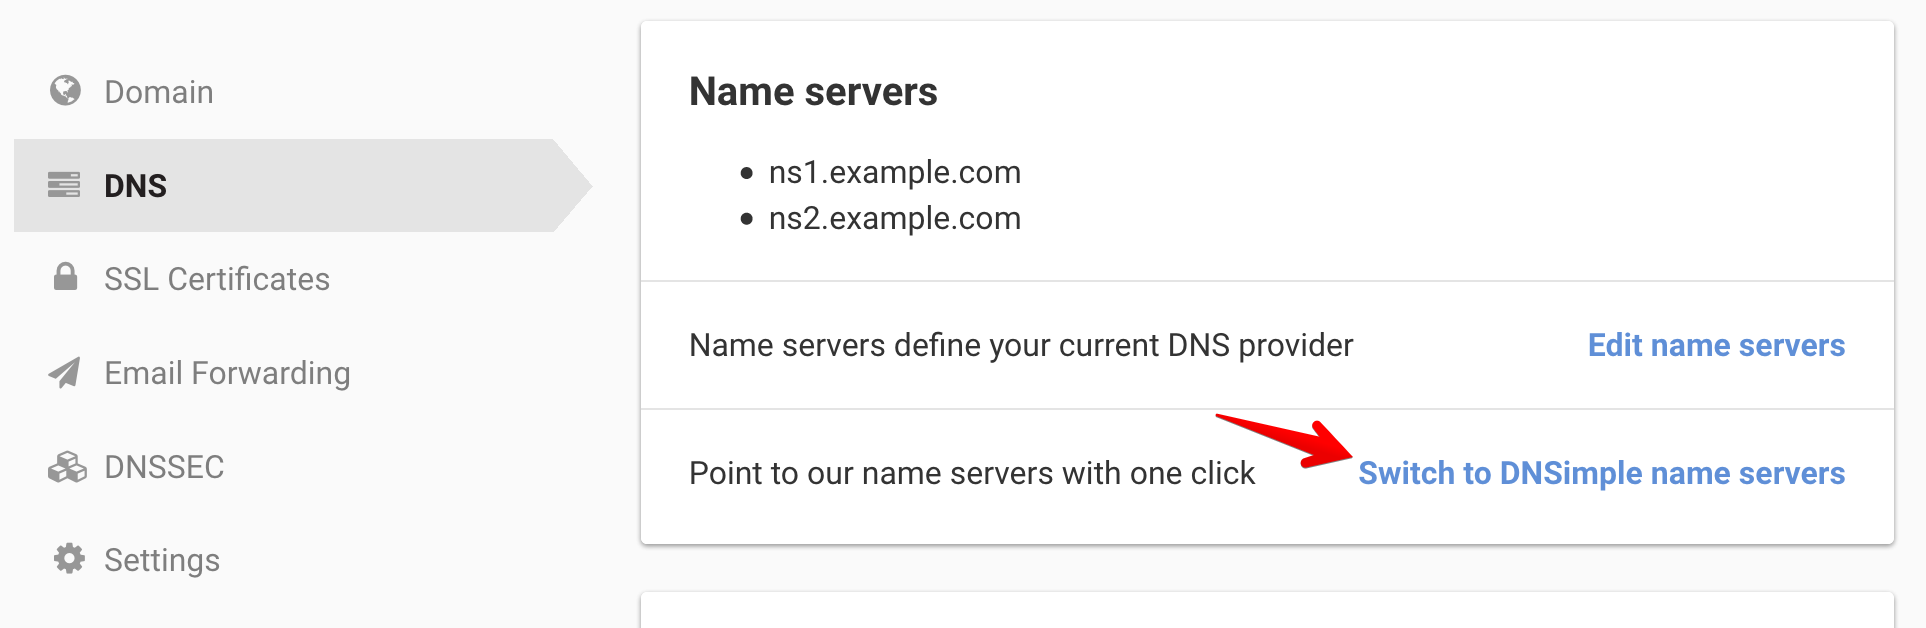 Domain
DNS
SSL Certificates
Email Forwarding
DNSSEC
Settings
Name servers
ns1.example.com
ns2.example.com
Name servers define your current DNS provider
Edit name servers
Point to our name servers with one click
Switch to DNSimple name servers